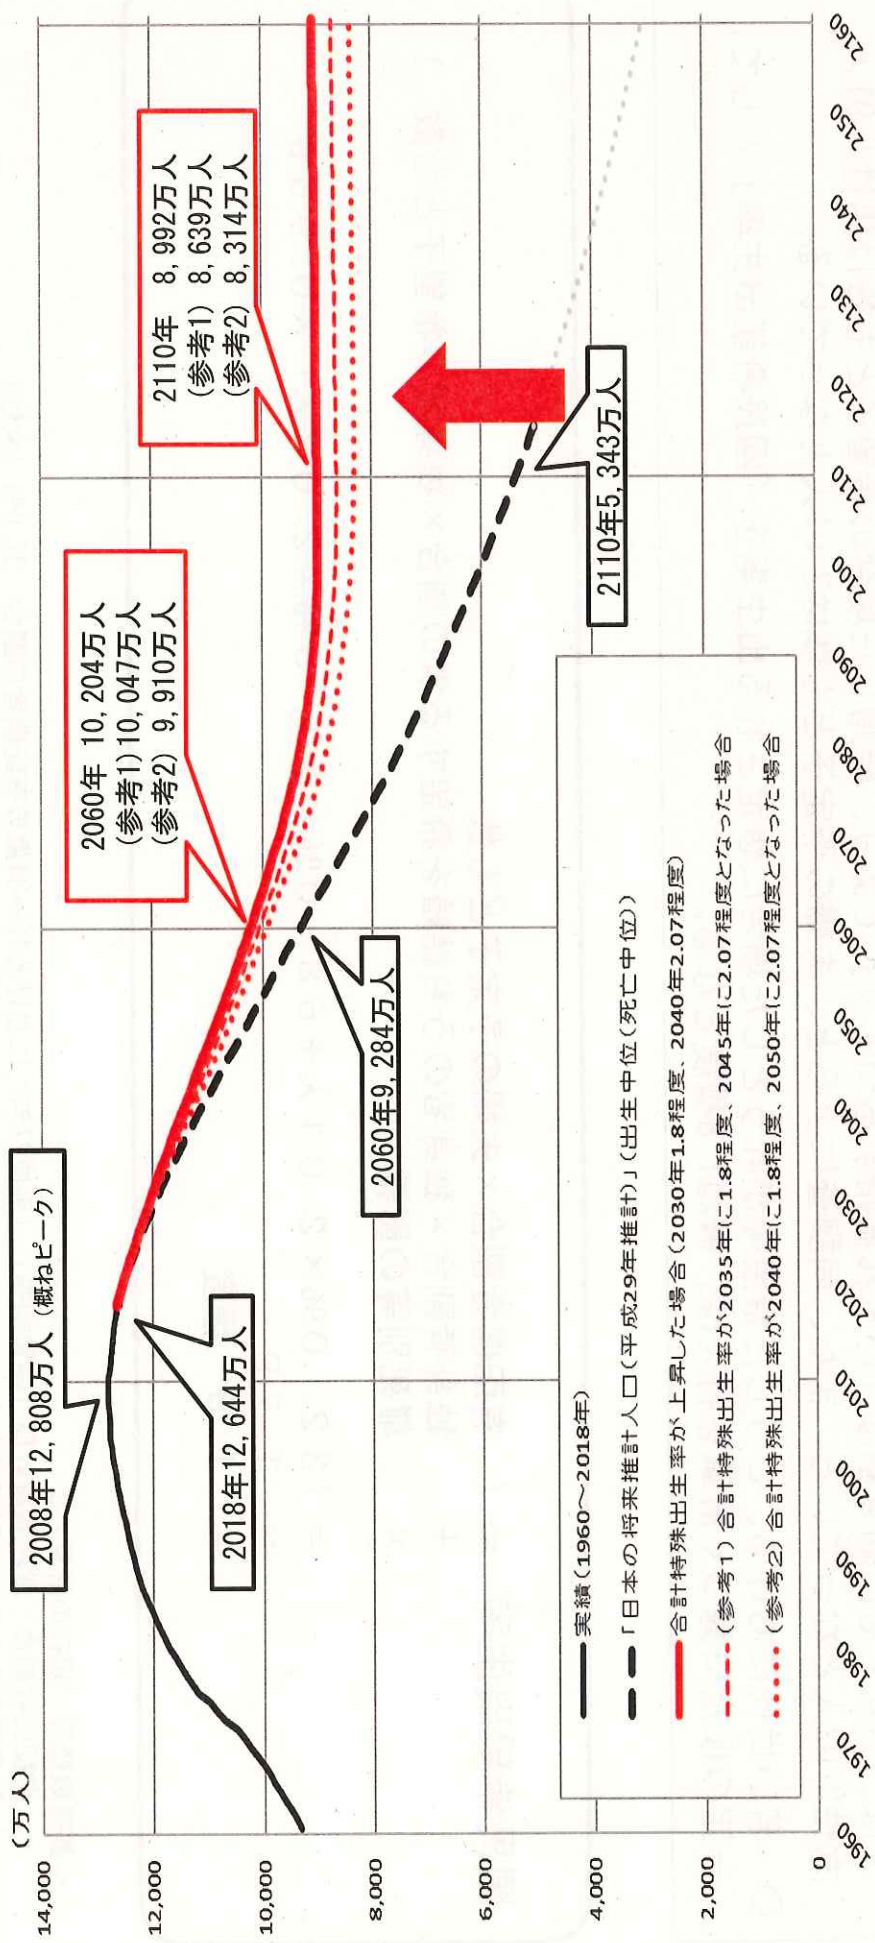 (万人)
14,000
12,000
10,000
8,000
6,000
4,000
2,000
0
2008年12,808万人(概ねピーク)
2018年12,644万人
2060年 10,204万人
(参考1)10,047万人
(参考2) 9,910万人
2060年9,284万人
2110年 8,992万人
(参考1) 8,639万人
(参考2) 8,314万人
2110年5,343万人
実績(1960～2018年)
「日本の将来推計人口(平成29年推計)」(出生中位(死亡中位))
合計特殊出生率が上昇した場合(2030年1.8程度、2040年2.07程度)
(参考1)合計特殊出生率が2035年に1.8程度、2045年に2.07程度となった場合
(参考2)合計特殊出生率が2040年に1.8程度、2050年に2.07程度となった場合
1960 1970 1980 1990 2000 2010 2020 2030 2040 2050 2060 2070 2080 2090 2100 2110 2120 2130 2140 2150 2160